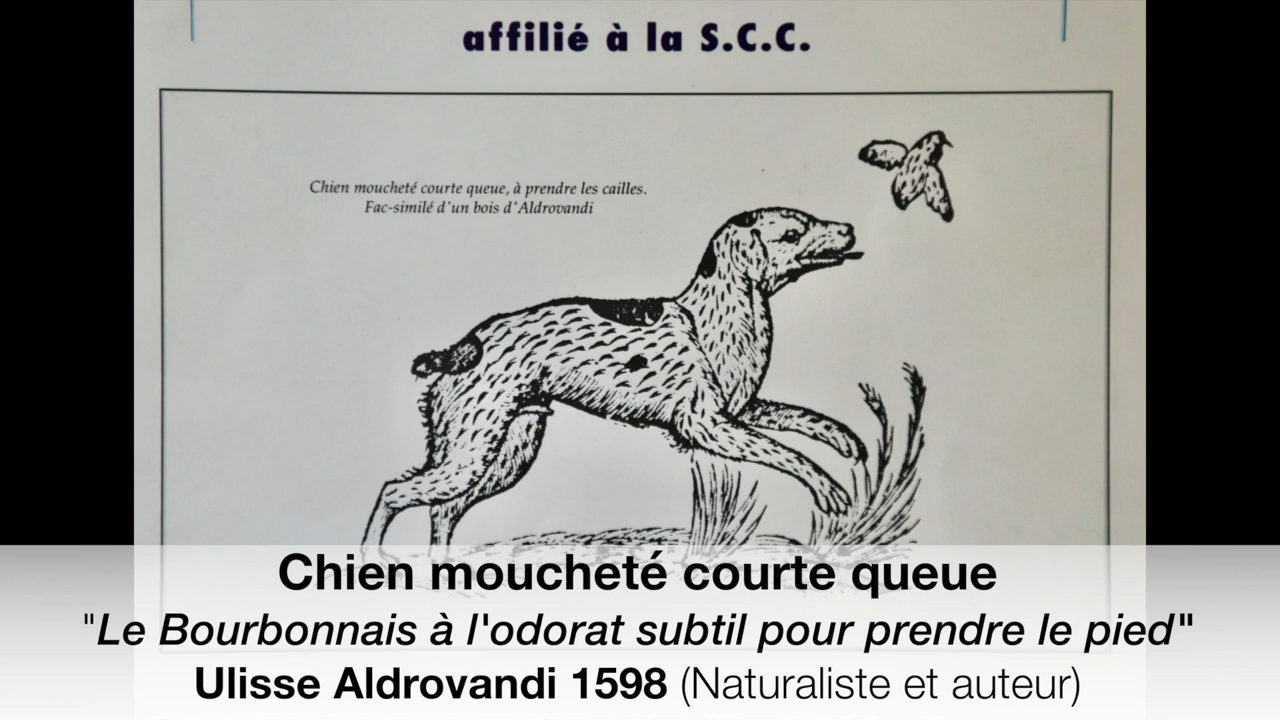 affilié à la S.C.C.
Chien moucheté courte queue, à prendre les cailles.
Fac-similé d'un bois d'Aldrovandi
Chien moucheté courte queue
"Le Bourbonnais à l'odorat subtil pour prendre le pied"
Ulisse Aldrovandi 1598 (Naturaliste et auteur)